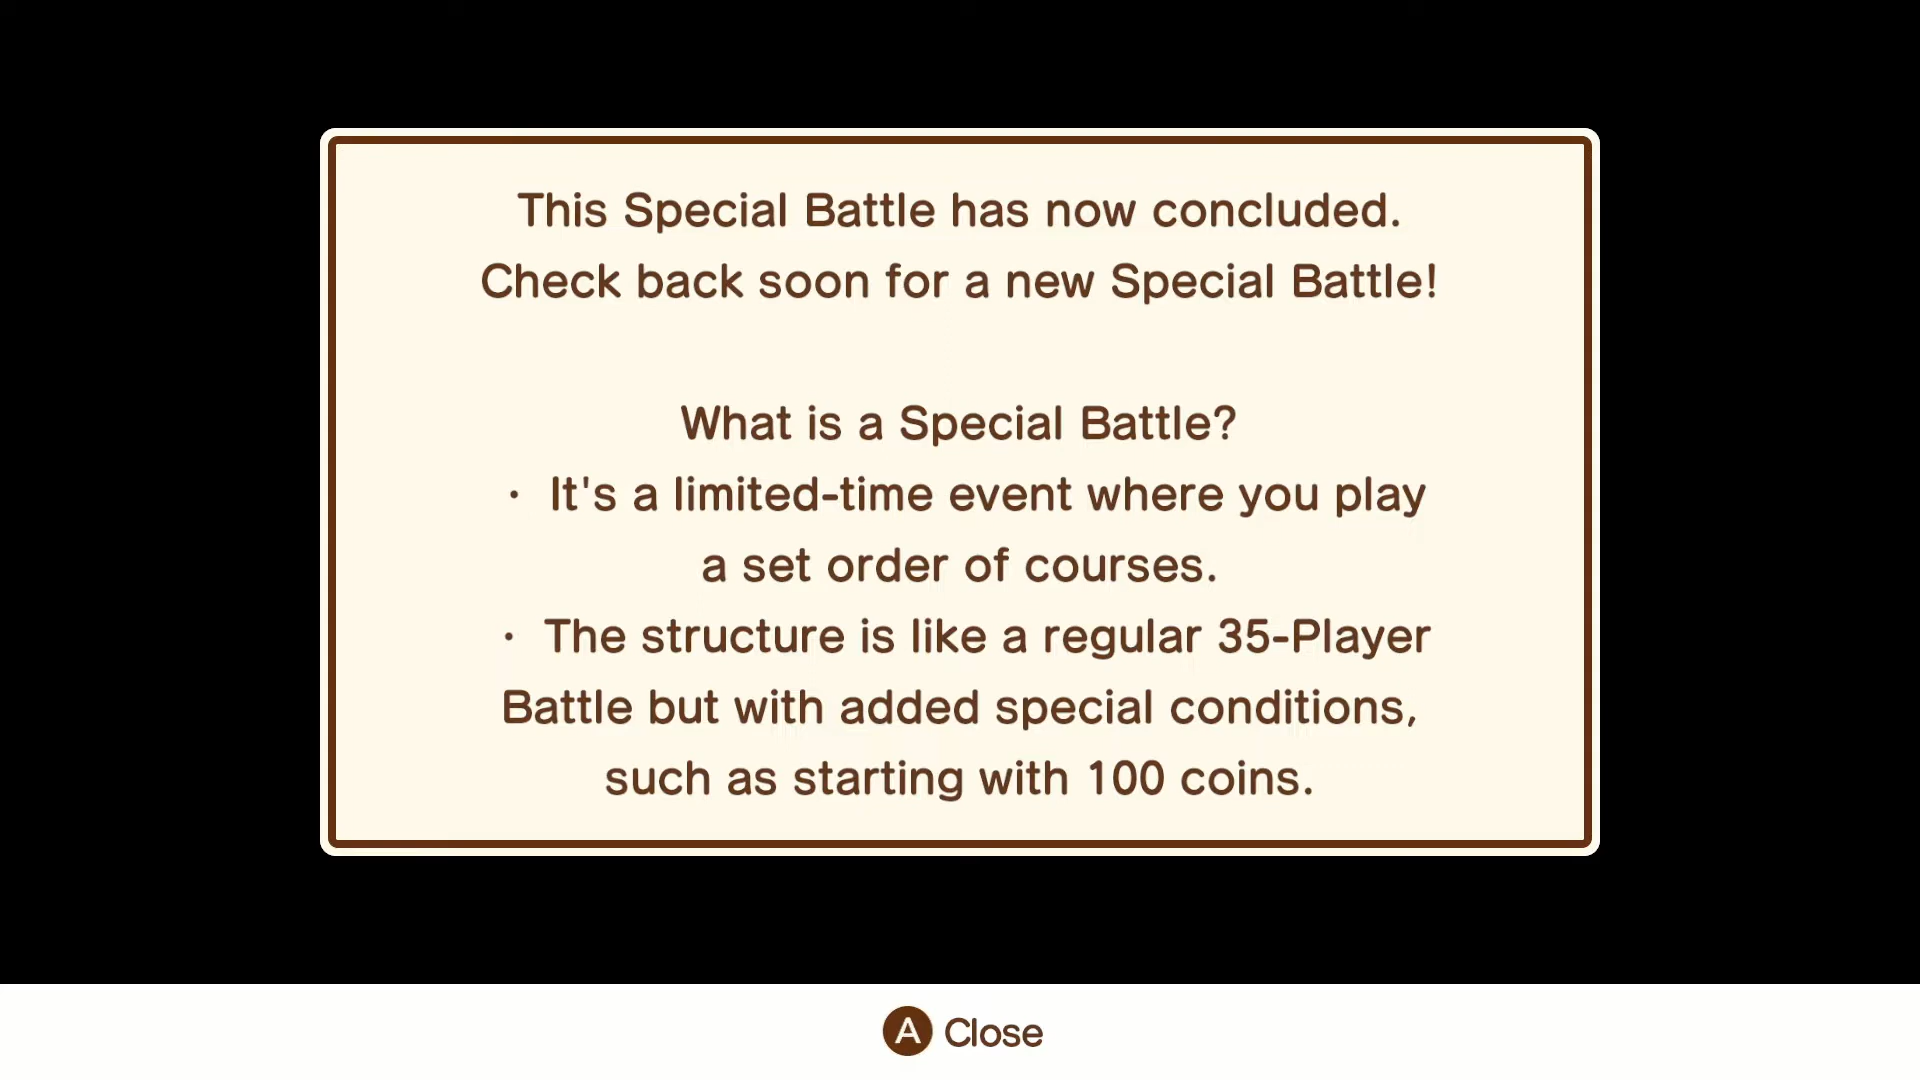 This Special Battle has now concluded.
Check back soon for a new Special Battle!
What is a Special Battle?
· It's a limited-time event where you play
a set order of courses.
· The structure is like a regular 35-Player
Battle but with added special conditions,
such as starting with 100 coins.
A Close